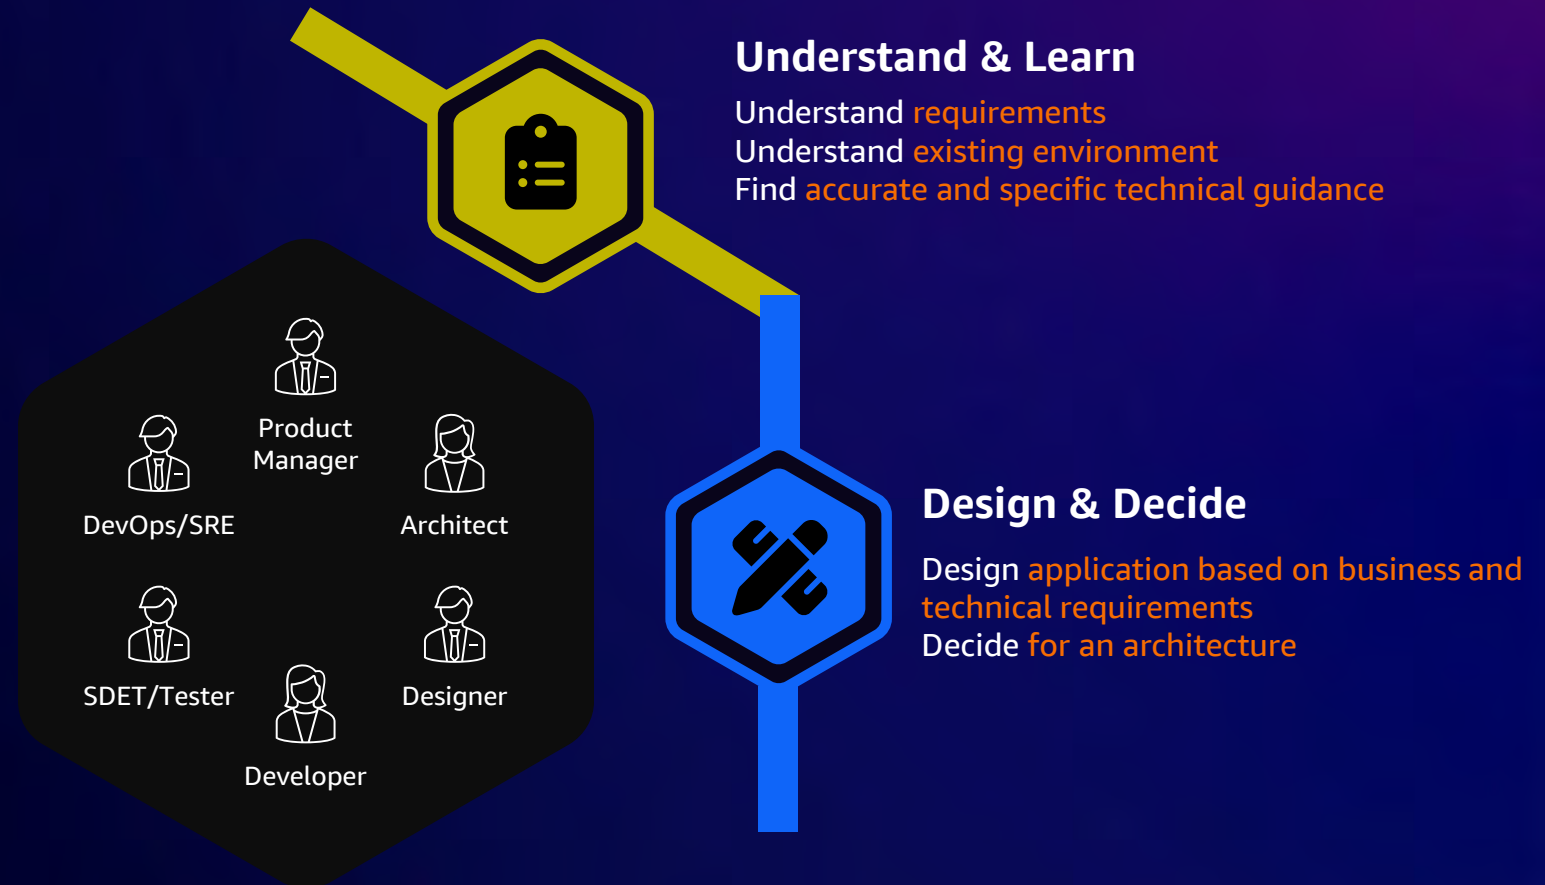 Understand & Learn
Understand requirements
Understand existing environment
Find accurate and specific technical guidance
Product
Manager
DevOps/SRE
Architect
SDET/Tester
Designer
Developer
Design & Decide
Design application based on business and
technical requirements
Decide for an architecture